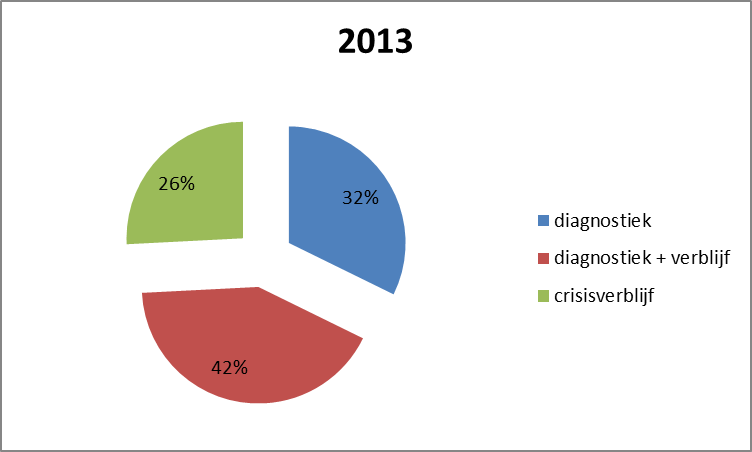 2013
26%
32%
42%
diagnostiek
diagnostiek + verblijf
crisisverblijf